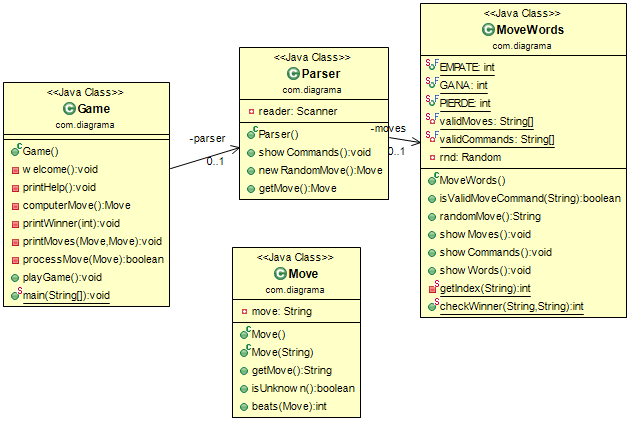 <<Java Class>>
Game
com.diagrama
Game()
welcome():void
printHelp():void
computerMove():Move
printWinner(int):void
printMoves(Move,Move):void
processMove(Move):boolean
playGame():void
main(String[]):void
-parser
0..1
<<Java Class>>
Parser
com.diagrama
reader: Scanner
Parser()
showCommands():void
newRandomMove():Move
getMove():Move
-moves
0..1
<<Java Class>>
MoveWords
com.diagrama
EMPATE: int
GANA: int
PIERDE: int
validMoves: String[]
validCommands: String[]
rnd: Random
MoveWords()
isValidMoveCommand(String):boolean
randomMove():String
showMoves():void
showCommands():void
showWords():void
getIndex(String):int
checkWinner(String,String):int
<<Java Class>>
Move
com.diagrama
move: String
Move()
Move(String)
getMove():String
isUnknown():boolean
beats(Move):int